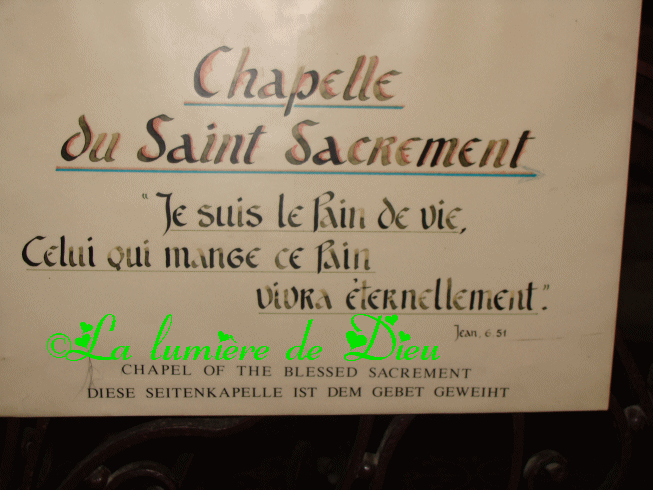 Chapelle
du Saint Sacrement
"Je suis le Pain de vie,
Celui qui mange ce Pain
vivra éternellement."
Jean, 6.51
©La lumière de Dieu
CHAPEL OF THE BLESSED SACREMENT
DIESE SEITENKAPELLE IST DEM GEBET GEWEIHT